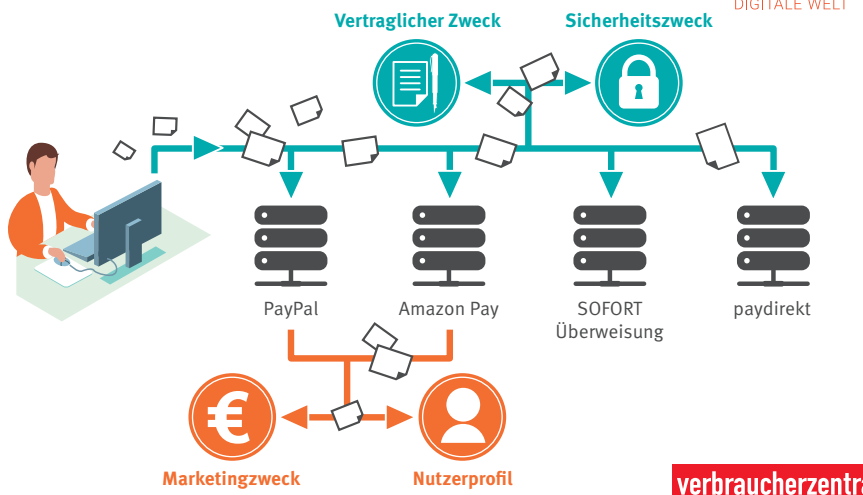 DIGITALE WELT
Vertraglicher Zweck
Sicherheitszweck
PayPal
Amazon Pay
SOFORT
Überweisung
paydirekt
Marketingzweck
Nutzerprofil
verbraucherzentr